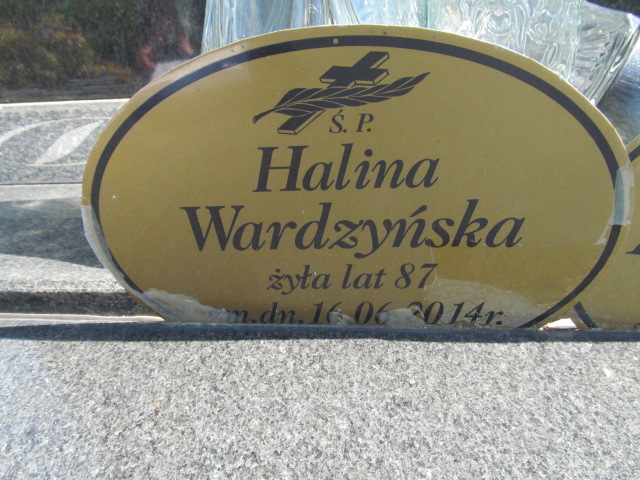 Ś. P.
Halina
Wardzyńska
żyła lat 87
zm. dn. 16.06.2014r.